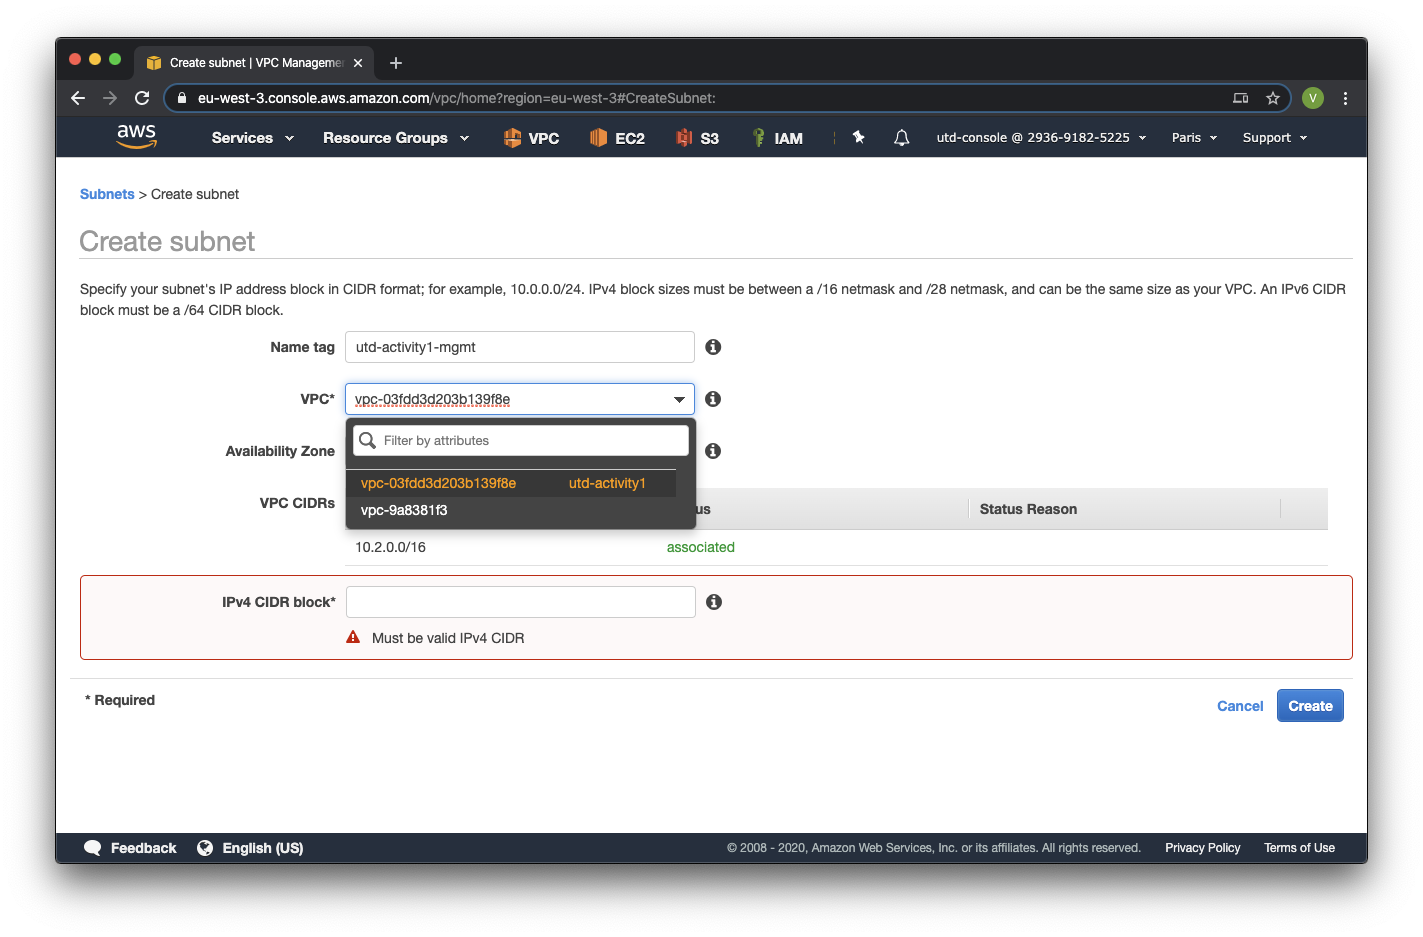 Create subnet | VPC Manageme
eu-west-3.console.aws.amazon.com/vpc/home?region=eu-west-3#CreateSubnet:
V
aws Services Resource Groups VPC EC2 S3 IAM utd-console @ 2936-9182-5225 Paris Support
Subnets > Create subnet
Create subnet
Specify your subnet's IP address block in CIDR format; for example, 10.0.0.0/24. IPv4 block sizes must be between a /16 netmask and /28 netmask, and can be the same size as your VPC. An IPv6 CIDR
block must be a /64 CIDR block.
Name tag utd-activity1-mgmt
VPC* vpc-03fdd3d203b139f8e
Availability Zone Filter by attributes
vpc-03fdd3d203b139f8e utd-activity1
VPC CIDRs vpc-9a8381f3 us Status Reason
10.2.0.0/16 associated
IPv4 CIDR block*
Must be valid IPv4 CIDR
* Required
Cancel Create
Feedback English (US) © 2008 - 2020, Amazon Web Services, Inc. or its affiliates. All rights reserved. Privacy Policy Terms of Use